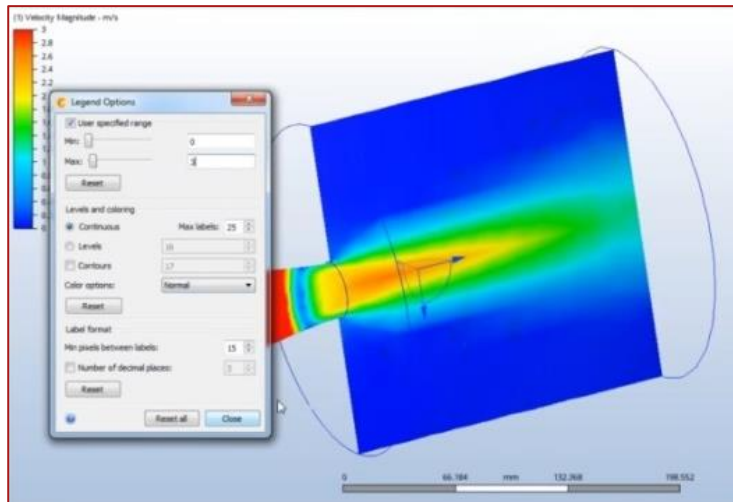 (1) Velocity Magnitude - m/s
3
2.8
2.6
2.4
2.2
Legend Options
User specified range
Min: 0
Max: 3
Reset
Levels and coloring
Continuous Max labels: 25
Levels 16
Contours 17
Color options: Normal
Reset
Label format
Min pixels between labels: 15
Number of decimal places: 3
Reset
Reset all Close
0 66.184 mm 132.368 198.552